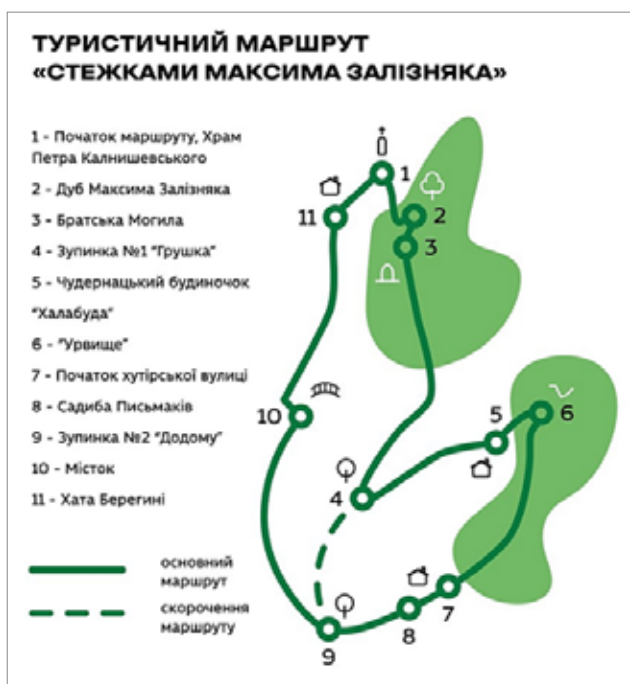 ТУРИСТИЧНИЙ МАРШРУТ
«СТЕЖКАМИ МАКСИМА ЗАЛІЗНЯКА»
1 - Початок маршруту, Храм
Петра Калнишевського
2 - Дуб Максима Залізняка
3 - Братська Могила
4 - Зупинка №1 "Грушка"
5 - Чудернацький будиночок
"Халабуда"
6 - "Урвище"
7 - Початок хутірської вулиці
8 - Садиба Письмаків
9 - Зупинка №2 "Додому"
10 - Місток
11 - Хата Берегині
основний
маршрут
скорочення
маршруту
1
2
11
3
10
5
6
4
7
8
9